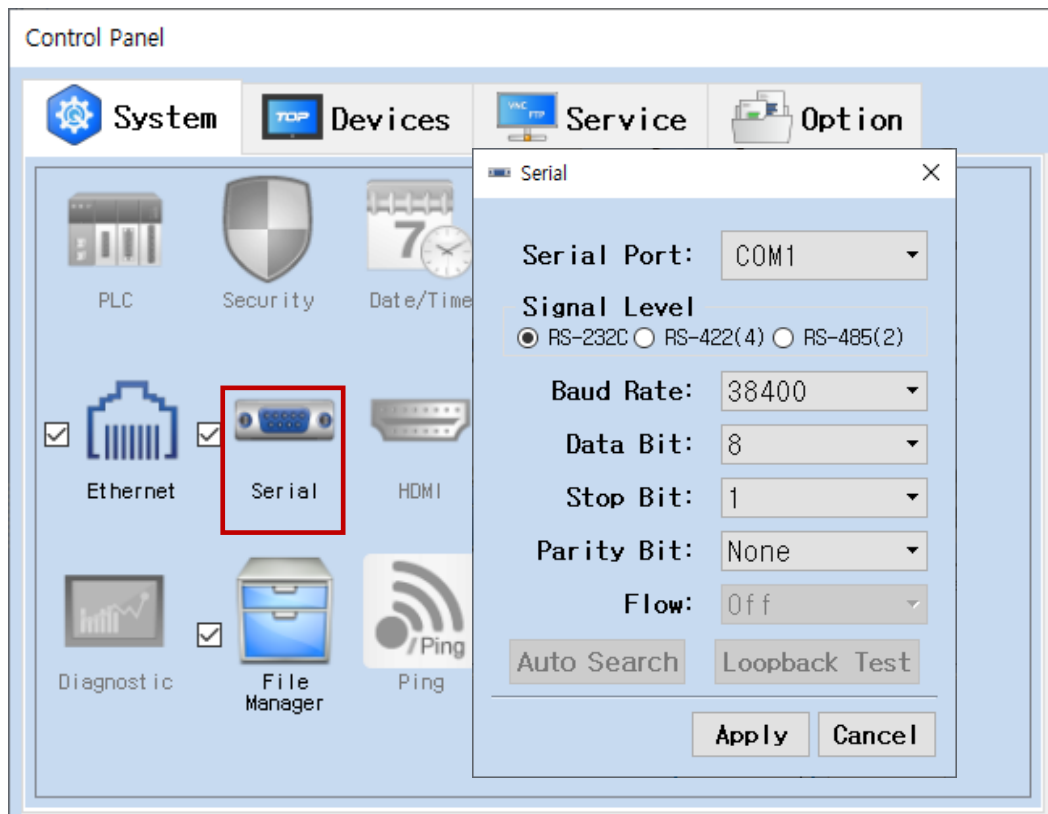 Control Panel
System
TOP
Devices
VNC
FTP
Service
Option
PLC
Security
7
Date/Time
Ethernet
Serial
HDMI
Diagnostic
File
Manager
/Ping
Ping
Serial
Serial Port: COM1
Signal Level
RS-232C RS-422(4) RS-485(2)
Baud Rate: 38400
Data Bit: 8
Stop Bit: 1
Parity Bit: None
Flow: Off
Auto Search Loopback Test
Apply Cancel